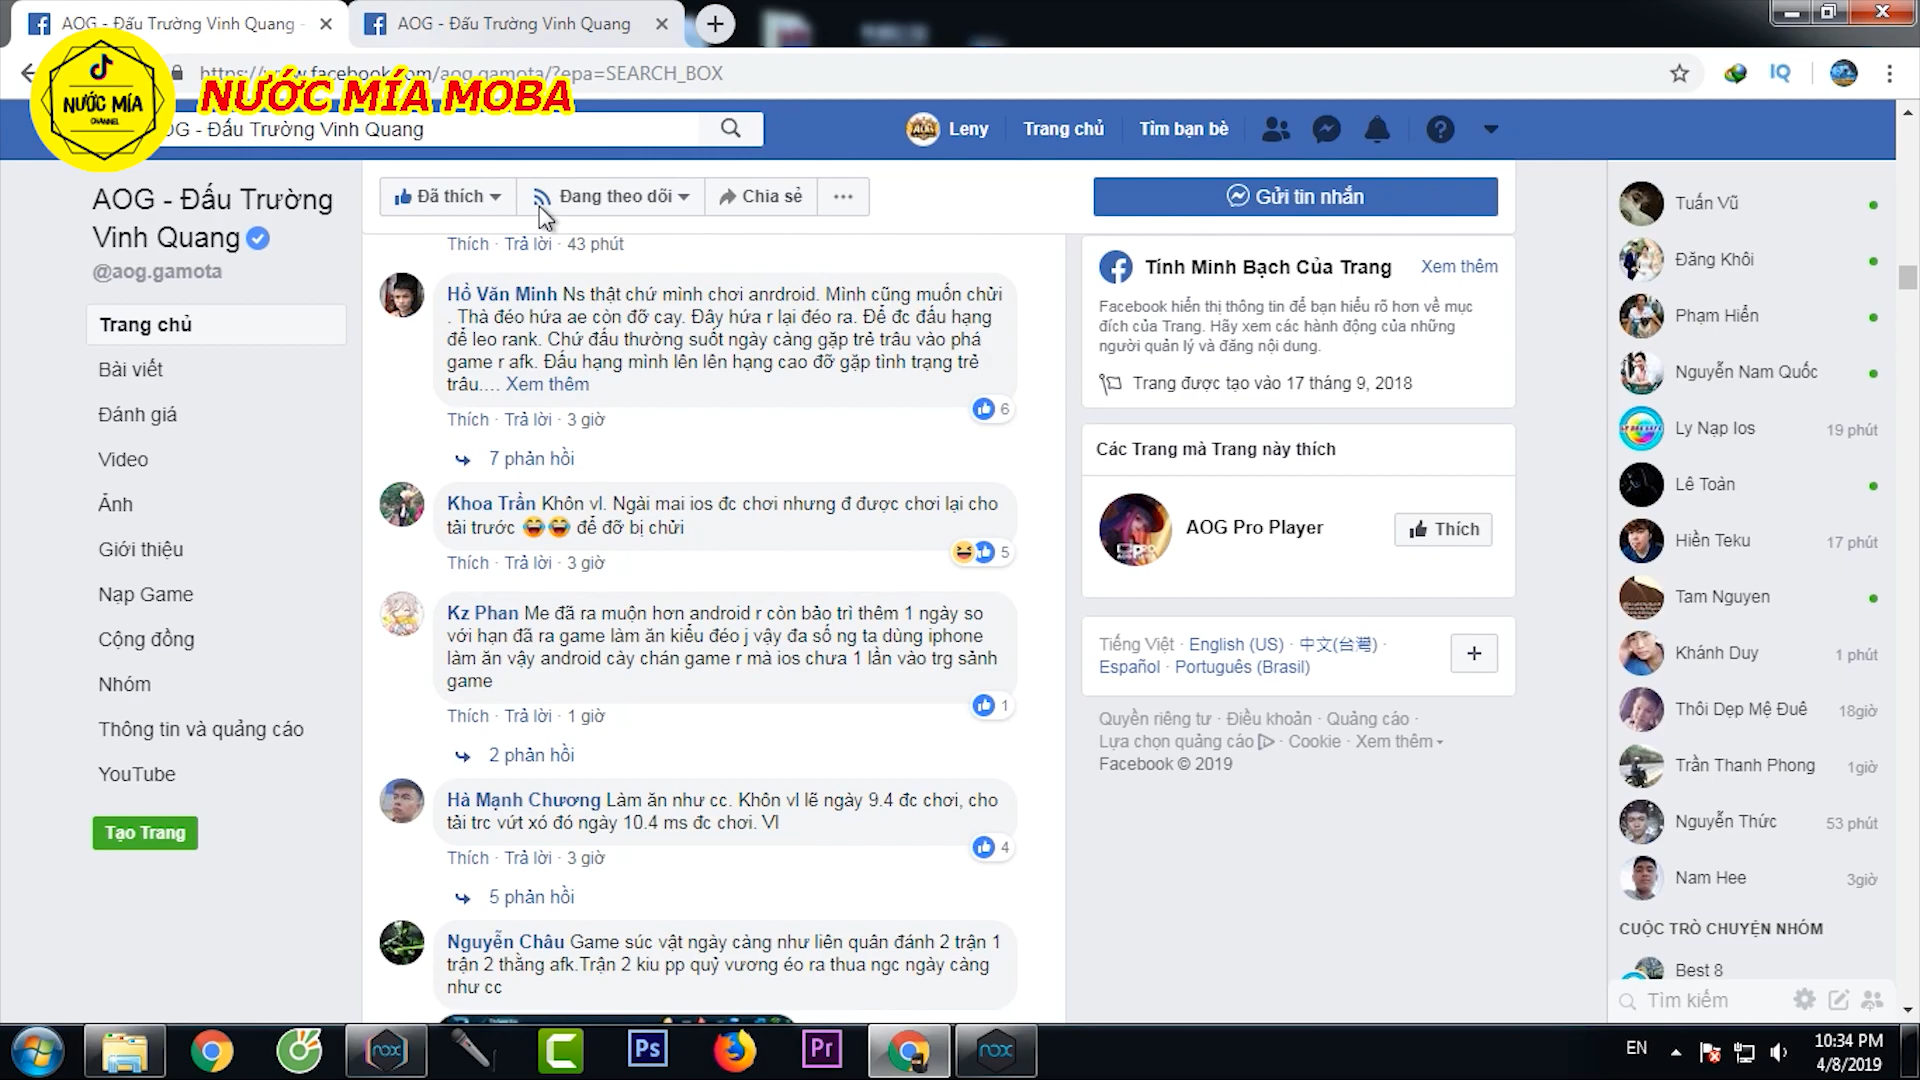 AOG - Đấu Trường Vinh Quang -
AOG - Đấu Trường Vinh Quang
facebook.com/aog.gamota/?epa=SEARCH_BOX
IQ
NƯỚC MÍA
CHANNEL
NƯỚC MÍA MOBA
OG - Đấu Trường Vinh Quang
Leny
Trang chủ
Tìm bạn bè
AOG - Đấu Trường
Vinh Quang
@aog.gamota
Trang chủ
Bài viết
Đánh giá
Video
Ảnh
Giới thiệu
Nạp Game
Cộng đồng
Nhóm
Thông tin và quảng cáo
YouTube
Tạo Trang
Đã thích
Đang theo dõi
Chia sẻ
Gửi tin nhắn
Thích · Trả lời · 43 phút
Hồ Văn Minh Ns thật chứ mình chơi anrdroid. Mình cũng muốn chửi
. Thà đéo hứa ae còn đỡ cay. Đây hứa r lại đéo ra. Để đc đấu hạng
để leo rank. Chứ đấu thường suốt ngày càng gặp trẻ trâu vào phá
game r afk. Đấu hạng mình lên lên hạng cao đỡ gặp tình trạng trẻ
trâu.... Xem thêm
6
Thích · Trả lời · 3 giờ
7 phản hồi
Khoa Trần Khôn vl. Ngài mai ios đc chơi nhưng đ được chơi lại cho
tải trước 😂😂 để đỡ bị chửi
5
Thích · Trả lời · 3 giờ
Kz Phan Me đã ra muộn hơn android r còn bảo trì thêm 1 ngày so
với hạn đã ra game làm ăn kiểu đéo j vậy đa số ng ta dùng iphone
làm ăn vậy android cày chán game r mà ios chưa 1 lần vào trg sảnh
game
1
Thích · Trả lời · 1 giờ
2 phản hồi
Hà Mạnh Chương Làm ăn như cc. Khôn vl lẽ ngày 9.4 đc chơi, cho
tải trc vứt xó đó ngày 10.4 ms đc chơi. Vl
4
Thích · Trả lời · 3 giờ
5 phản hồi
Nguyễn Châu Game súc vật ngày càng như liên quân đánh 2 trận 1
trận 2 thằng afk.Trận 2 kiu pp quỷ vương éo ra thua ngc ngày càng
như cc
Tính Minh Bạch Của Trang
Xem thêm
Facebook hiển thị thông tin để bạn hiểu rõ hơn về mục
đích của Trang. Hãy xem các hành động của những
người quản lý và đăng nội dung.
Trang được tạo vào 17 tháng 9, 2018
Các Trang mà Trang này thích
AOG Pro Player
Thích
Tiếng Việt · English (US) · 中文(台灣) ·
Español · Português (Brasil)
Quyền riêng tư · Điều khoản · Quảng cáo ·
Lựa chọn quảng cáo · Cookie · Xem thêm
Facebook © 2019
Tuấn Vũ
Đăng Khôi
Phạm Hiển
Nguyễn Nam Quốc
Ly Nạp Ios 19 phút
Lê Toàn
Hiền Teku 17 phút
Tam Nguyen
Khánh Duy 1 phút
Thôi Dẹp Mệ Đuê 18giờ
Trần Thanh Phong 1giờ
Nguyễn Thức 53 phút
Nam Hee 3giờ
CUỘC TRÒ CHUYỆN NHÓM
Best 8
Tìm kiếm
nox
Ps
Pr
nox
EN
10:34 PM
4/8/2019